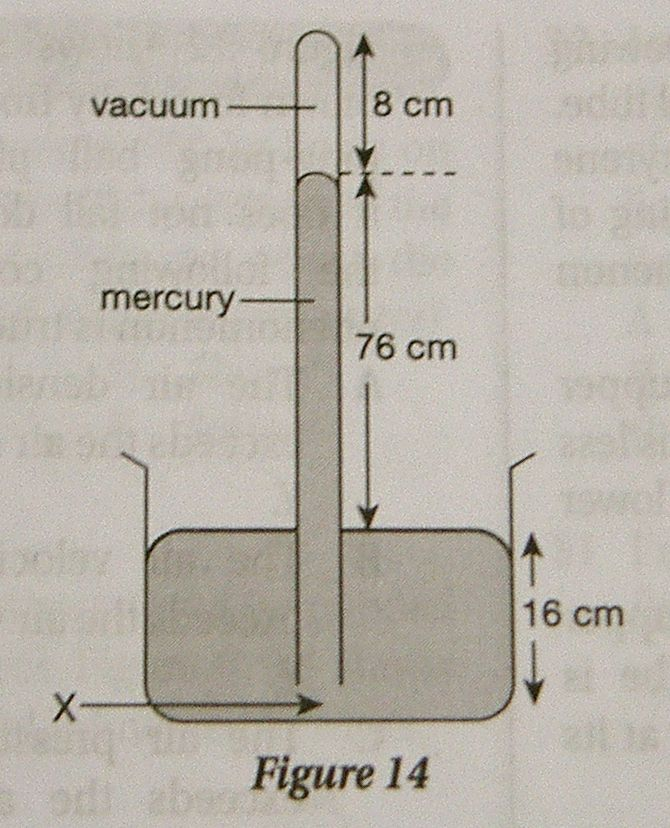 vacuum
8 cm
mercury
76 cm
16 cm
X
Figure 14